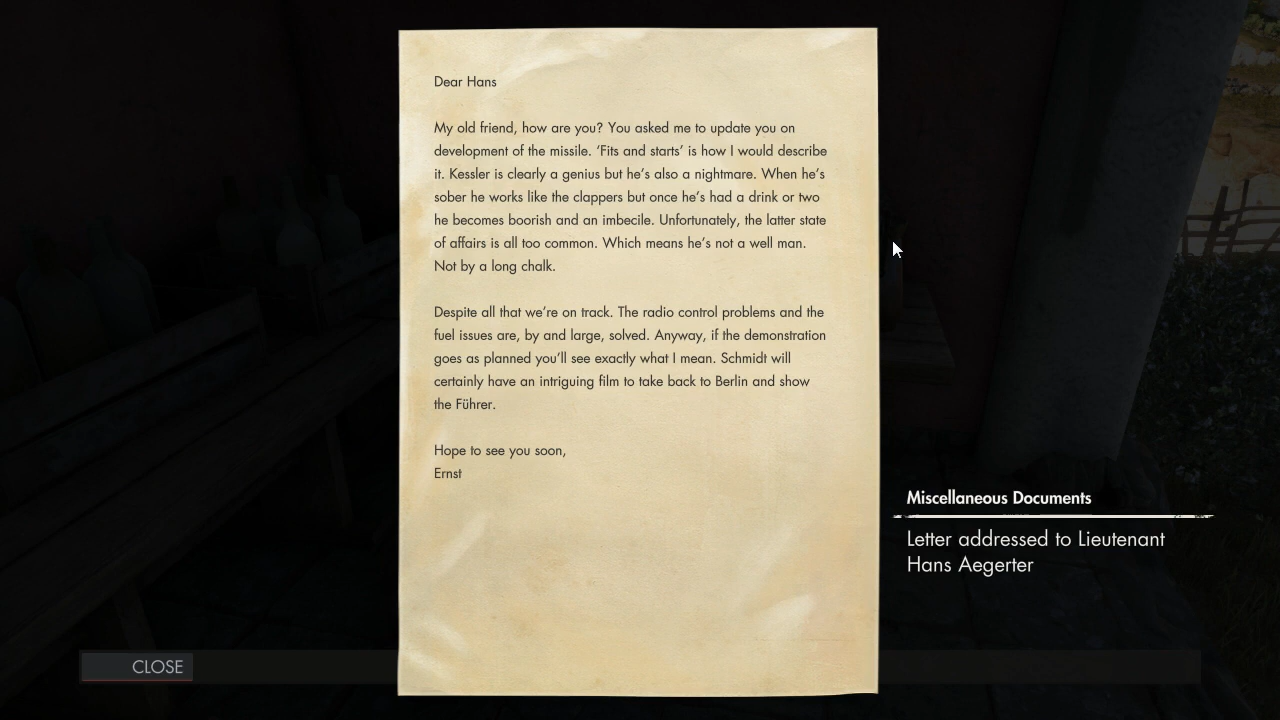 Dear Hans
My old friend, how are you? You asked me to update you on
development of the missile. ‘Fits and starts’ is how I would describe
it. Kessler is clearly a genius but he’s also a nightmare. When he’s
sober he works like the clappers but once he’s had a drink or two
he becomes boorish and an imbecile. Unfortunately, the latter state
of affairs is all too common. Which means he’s not a well man.
Not by a long chalk.
Despite all that we’re on track. The radio control problems and the
fuel issues are, by and large, solved. Anyway, if the demonstration
goes as planned you’ll see exactly what I mean. Schmidt will
certainly have an intriguing film to take back to Berlin and show
the Führer.
Hope to see you soon,
Ernst
Miscellaneous Documents
Letter addressed to Lieutenant
Hans Aegerter
CLOSE